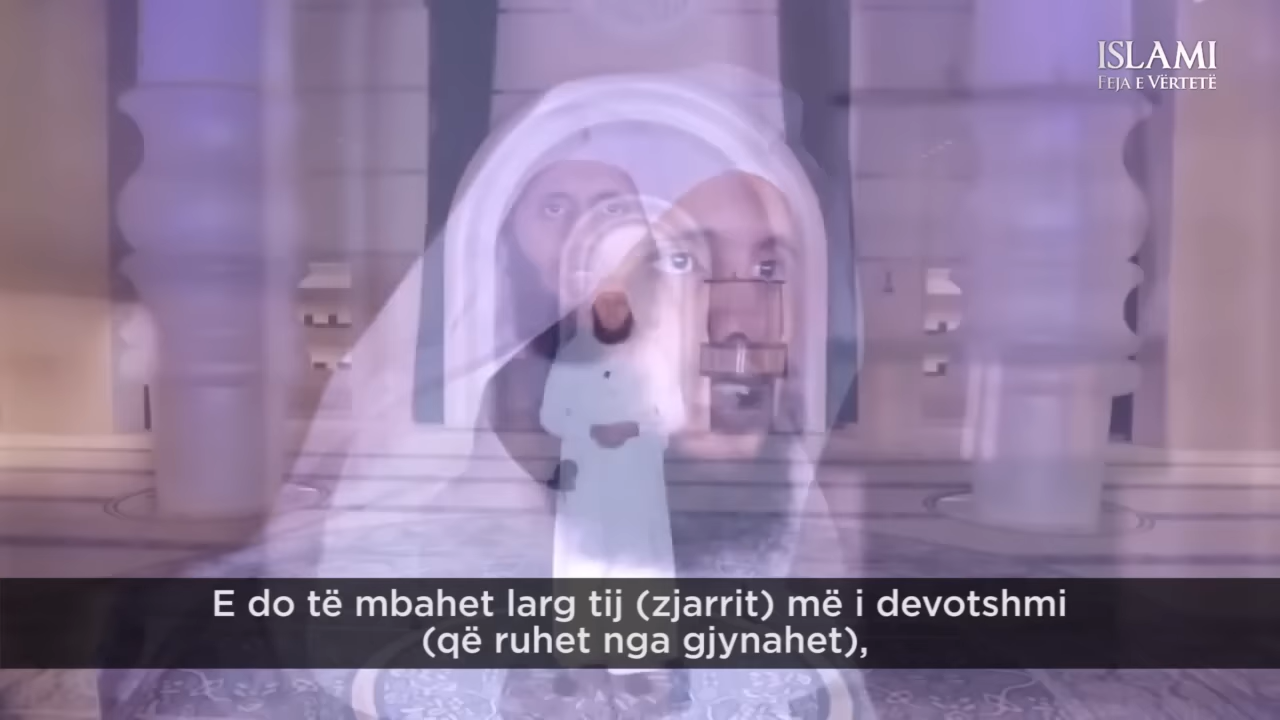 ISLAMI
FEJA E VËRTETË
E do të mbahet larg tij (zjarrit) më i devotshmi
(që ruhet nga gjynahet),